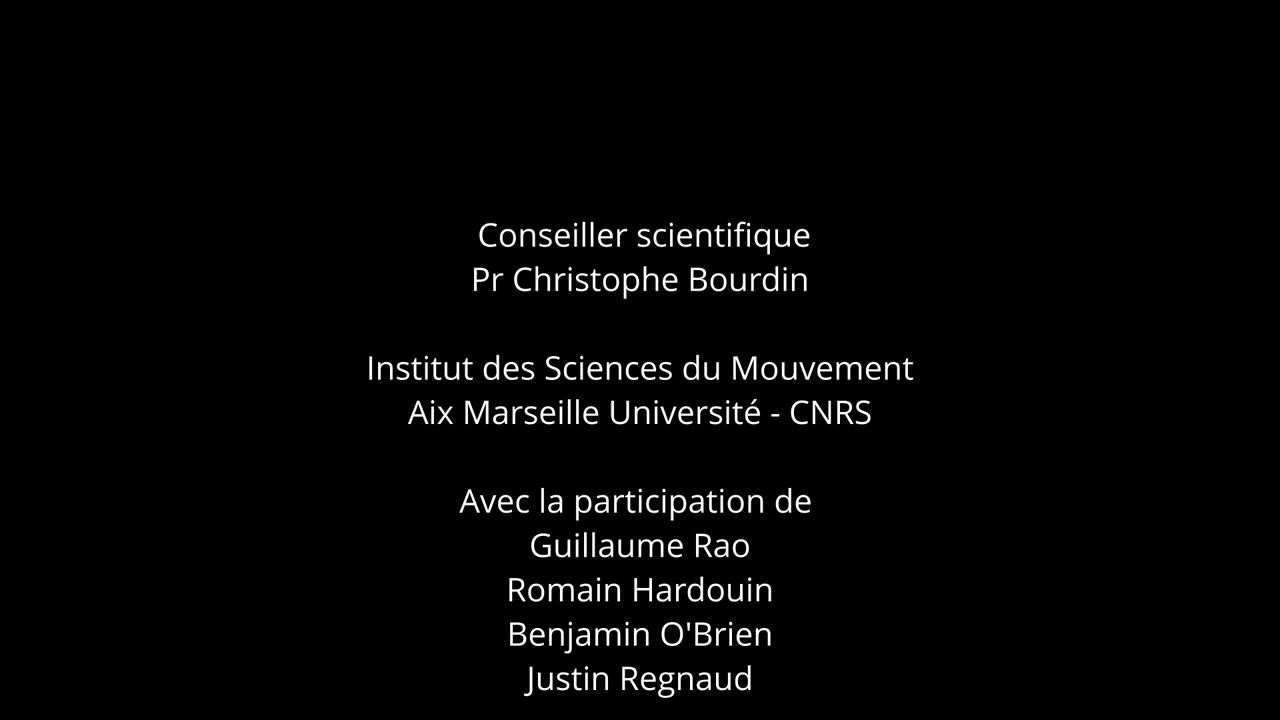 Conseiller scientifique
Pr Christophe Bourdin
Institut des Sciences du Mouvement
Aix Marseille Université - CNRS
Avec la participation de
Guillaume Rao
Romain Hardouin
Benjamin O'Brien
Justin Regnaud